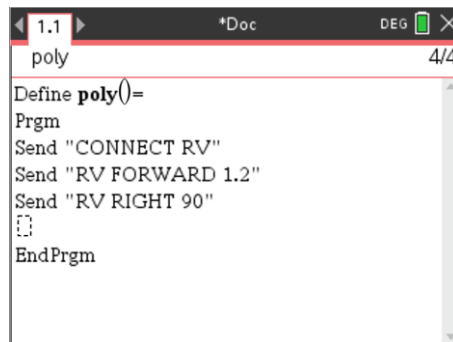 1.1 *Doc DEG
poly 4/4
Define poly()=
Prgm
Send "CONNECT RV"
Send "RV FORWARD 1.2"
Send "RV RIGHT 90"
EndPrgm